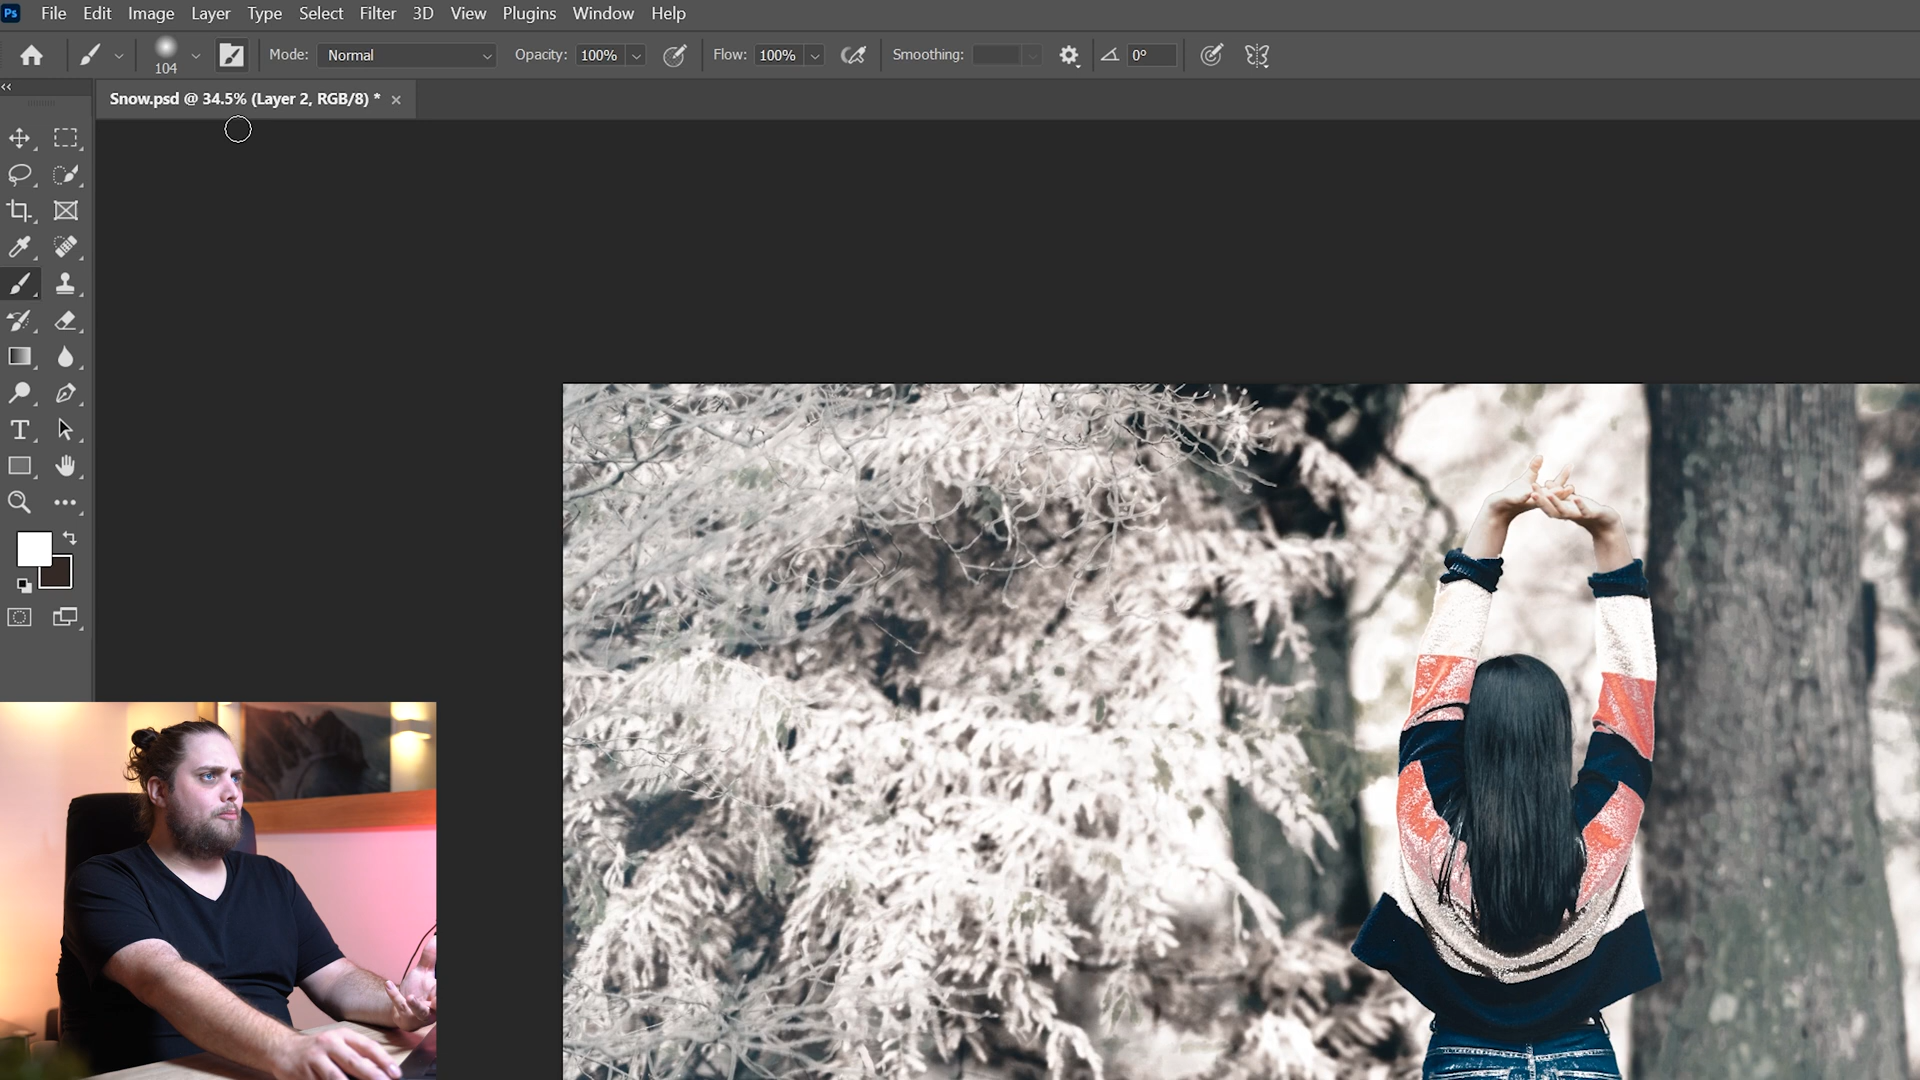 Ps File Edit Image Layer Type Select Filter 3D View Plugins Window Help
104 Mode: Normal Opacity: 100% Flow: 100% Smoothing: 0°
Snow.psd @ 34.5% (Layer 2, RGB/8) *
T